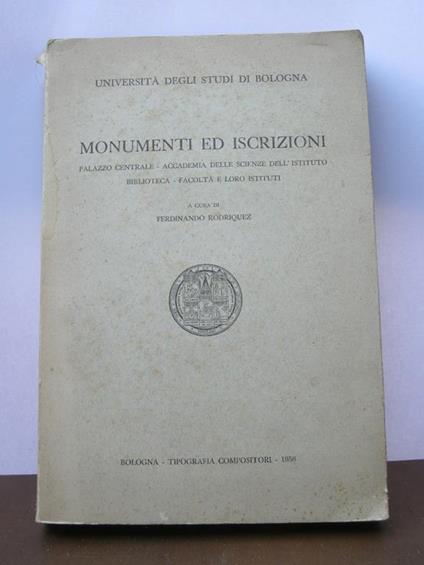 UNIVERSITÀ DEGLI STUDI DI BOLOGNA
MONUMENTI ED ISCRIZIONI
PALAZZO CENTRALE - ACCADEMIA DELLE SCIENZE DELL'ISTITUTO
BIBLIOTECA - FACOLTÀ E LORO ISTITUTI
A CURA DI
FERDINANDO RODRIQUEZ
BOLOGNA - TIPOGRAFIA COMPOSITORI - 1958